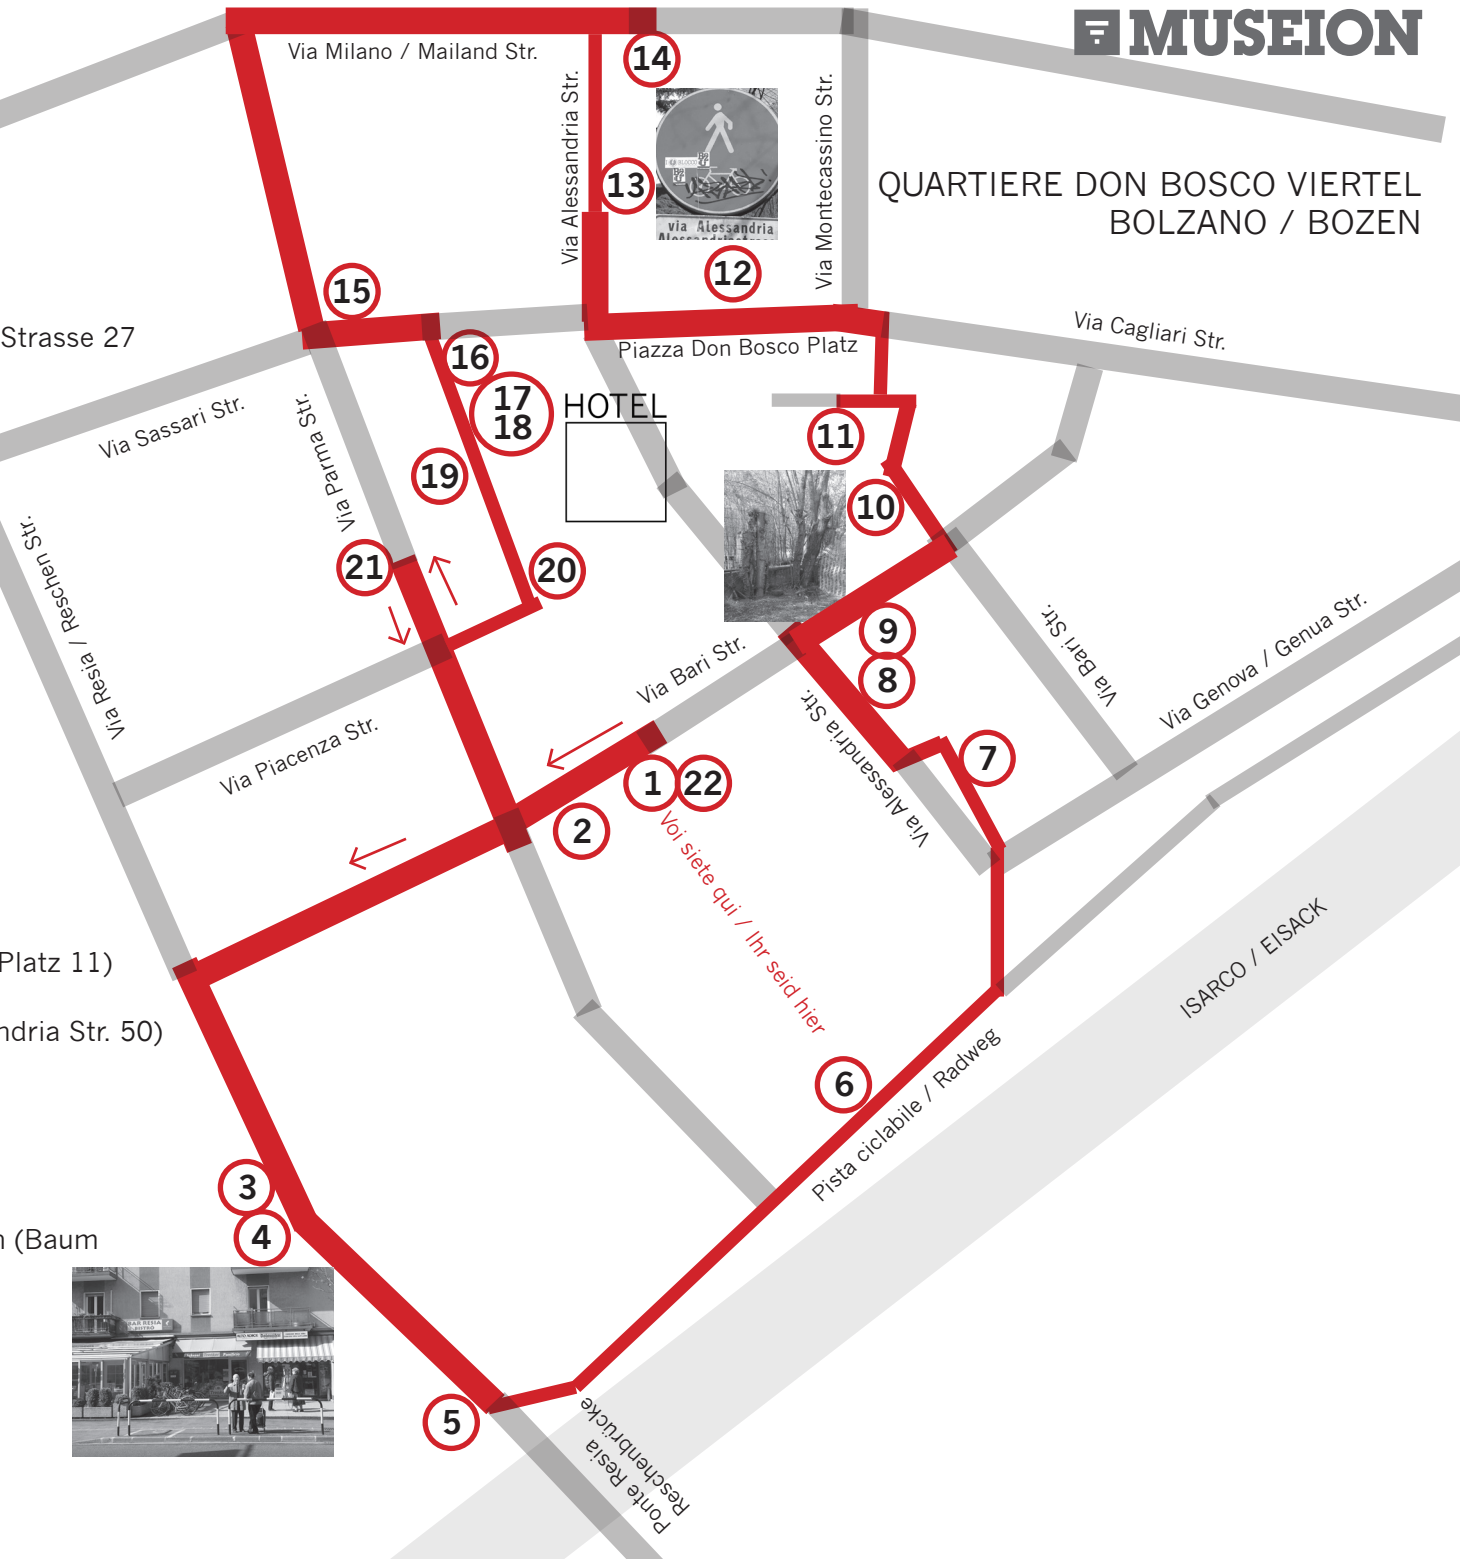 MUSEION
Via Milano / Mailand Str.
14
Via Alessandria Str.
Via Montecassino Str.
13
QUARTIERE DON BOSCO VIERTEL
BOLZANO / BOZEN
via Alessandria
12
15
Strasse 27
Via Cagliari Str.
Piazza Don Bosco Platz
16
17
18
HOTEL
Via Sassari Str.
Via Parma Str.
11
19
10
Via Resia / Reschen Str.
21
20
9
8
Via Bari Str.
Via Bari Str.
Via Genova / Genua Str.
Via Alessandria Str.
Via Piacenza Str.
7
1
22
2
Voi siete qui / Ihr seid hier
Platz 11)
ISARCO / EISACK
ndria Str. 50)
6
Pista ciclabile / Radweg
3
4
n (Baum
BAR RESIA
BISTRO
5
Ponte Resia
Reschenbrücke